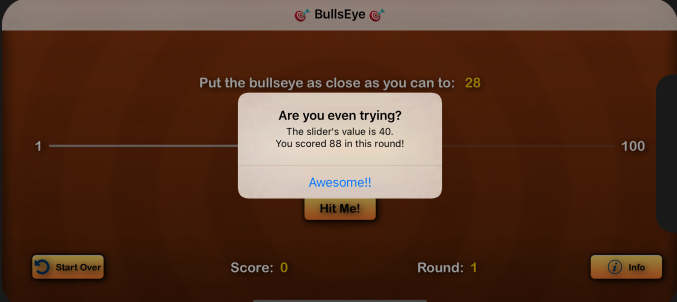 🎯 BullsEye 🎯
Put the bullseye as close as you can to: 28
Are you even trying?
The slider's value is 40.
You scored 88 in this round!
1
100
Awesome!!
Hit Me!
Start Over
Score: 0
Round: 1
Info